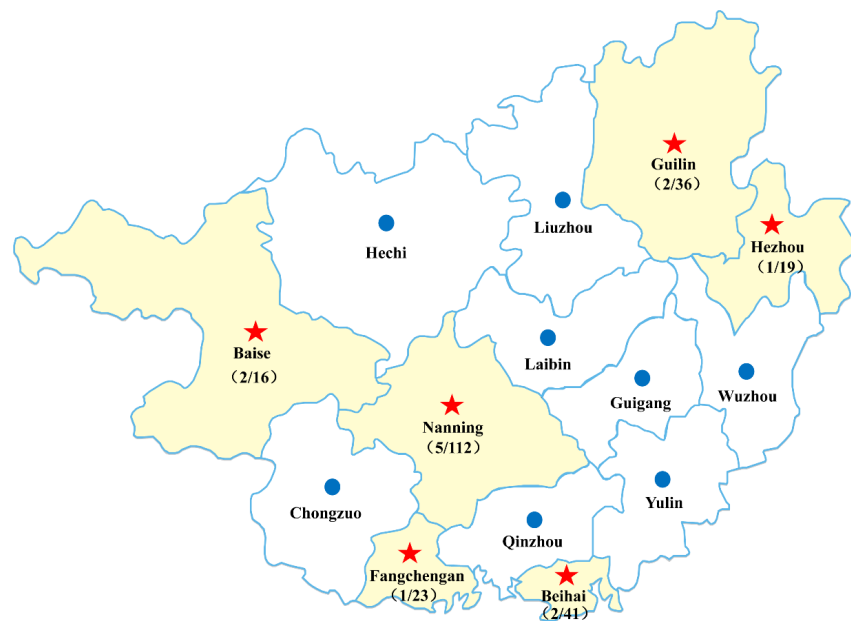 Guilin
(2/36)
Liuzhou
Hechi
Hezhou
(1/19)
Baise
(2/16)
Laibin
Guigang
Wuzhou
Nanning
(5/112)
Chongzuo
Yulin
Qinzhou
Fangchengan
(1/23)
Beihai
(2/41)